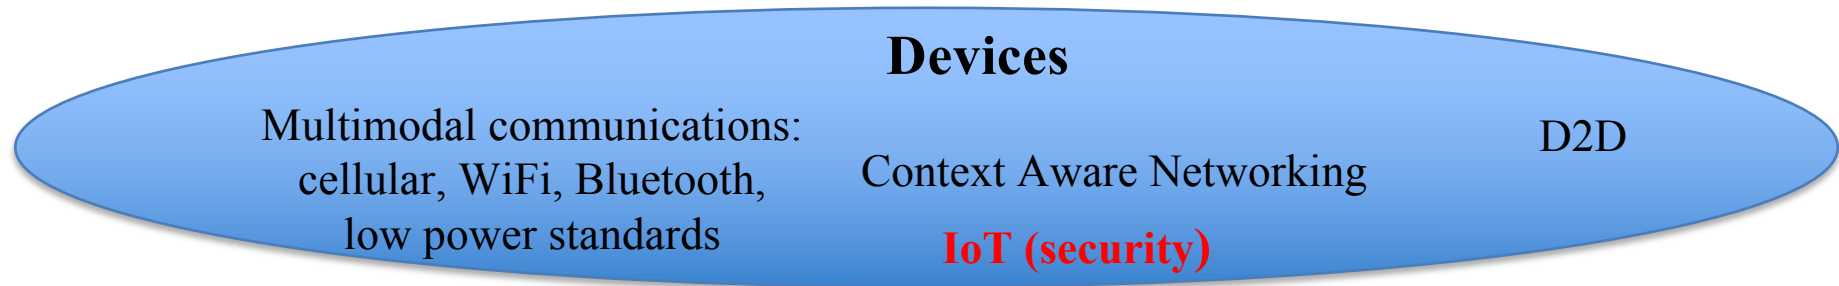 Devices
Multimodal communications:
cellular, WiFi, Bluetooth,
low power standards
Context Aware Networking
IoT (security)
D2D